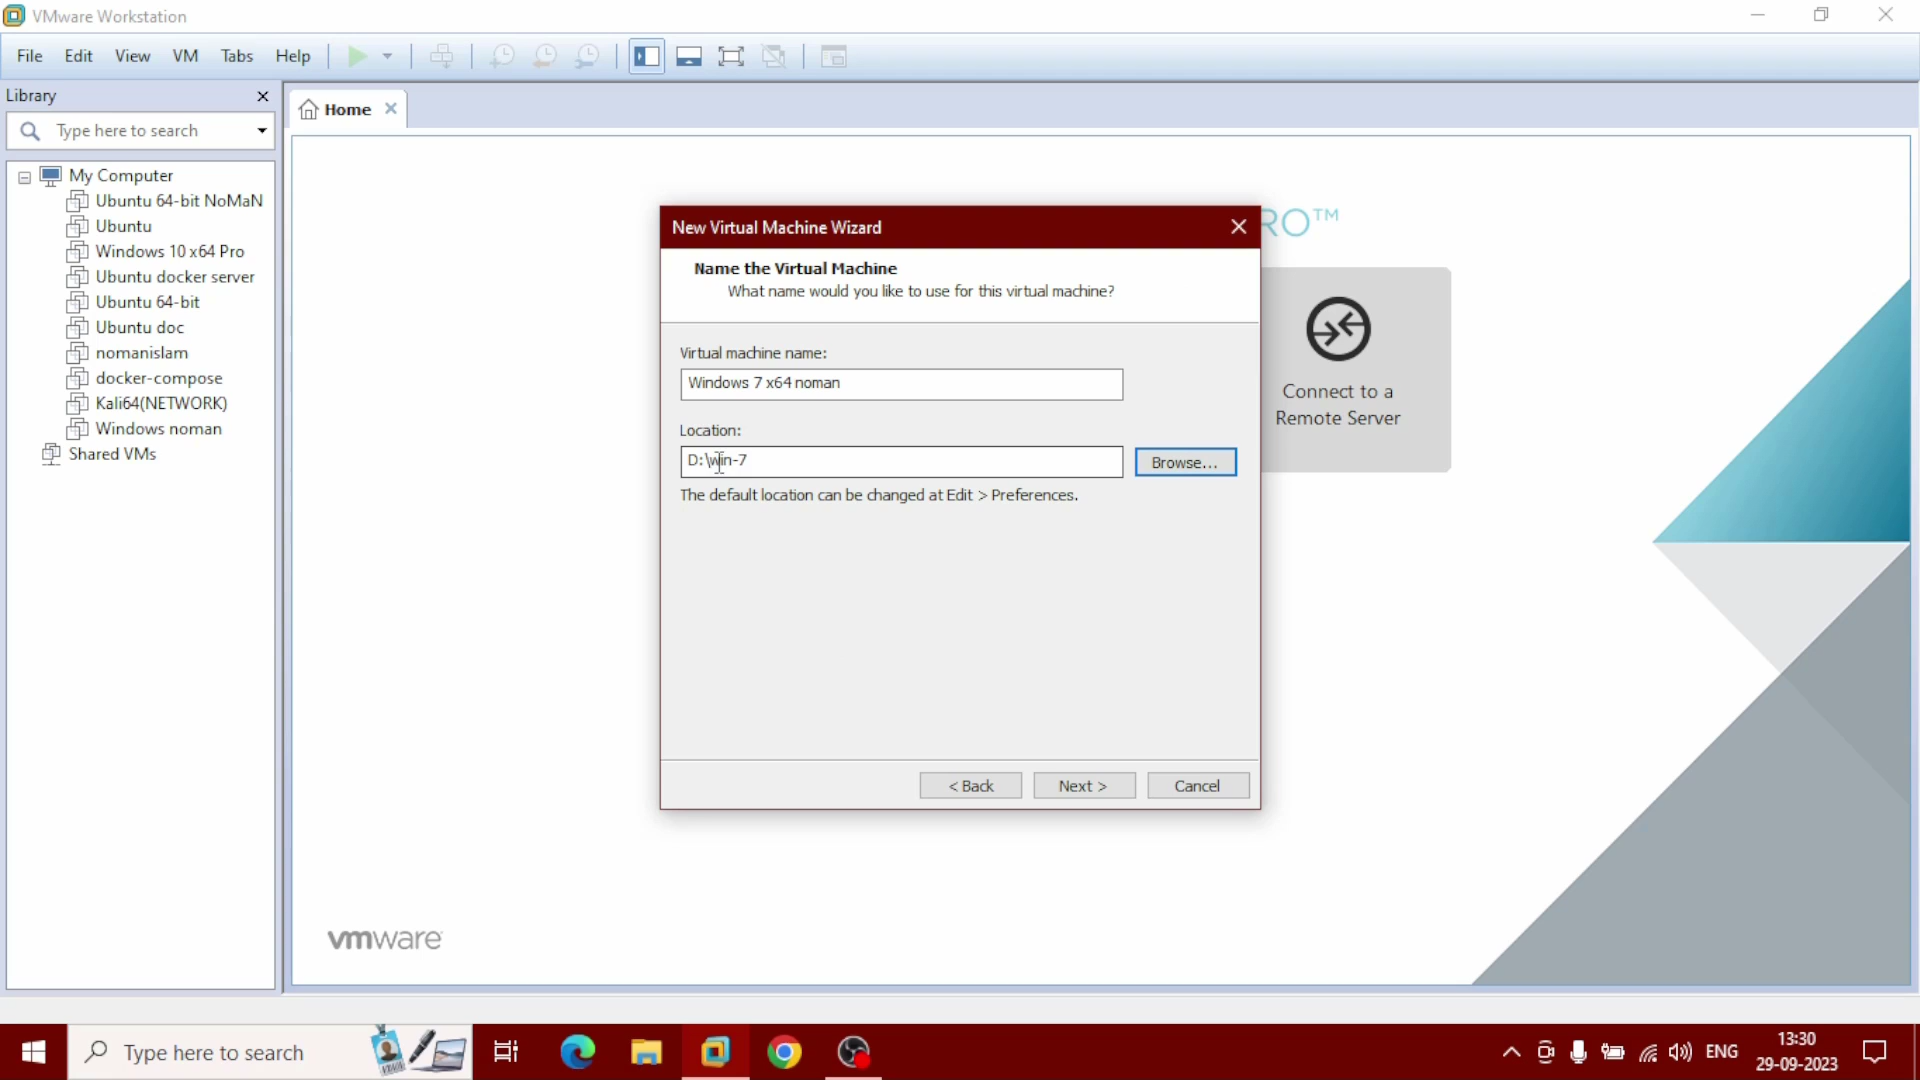 VMware Workstation
File Edit View VM Tabs Help
Library
Home
Type here to search
My Computer
Ubuntu 64-bit NoMaN
Ubuntu
Windows 10 x64 Pro
Ubuntu docker server
Ubuntu 64-bit
Ubuntu doc
nomanislam
docker-compose
Kali64(NETWORK)
Windows noman
Shared VMs
RO™
New Virtual Machine Wizard
Name the Virtual Machine
What name would you like to use for this virtual machine?
Virtual machine name:
Windows 7 x64 noman
Location:
D:\win-7
Browse...
The default location can be changed at Edit > Preferences.
< Back
Next >
Cancel
Connect to a
Remote Server
vmware
Type here to search
ENG
13:30
29-09-2023